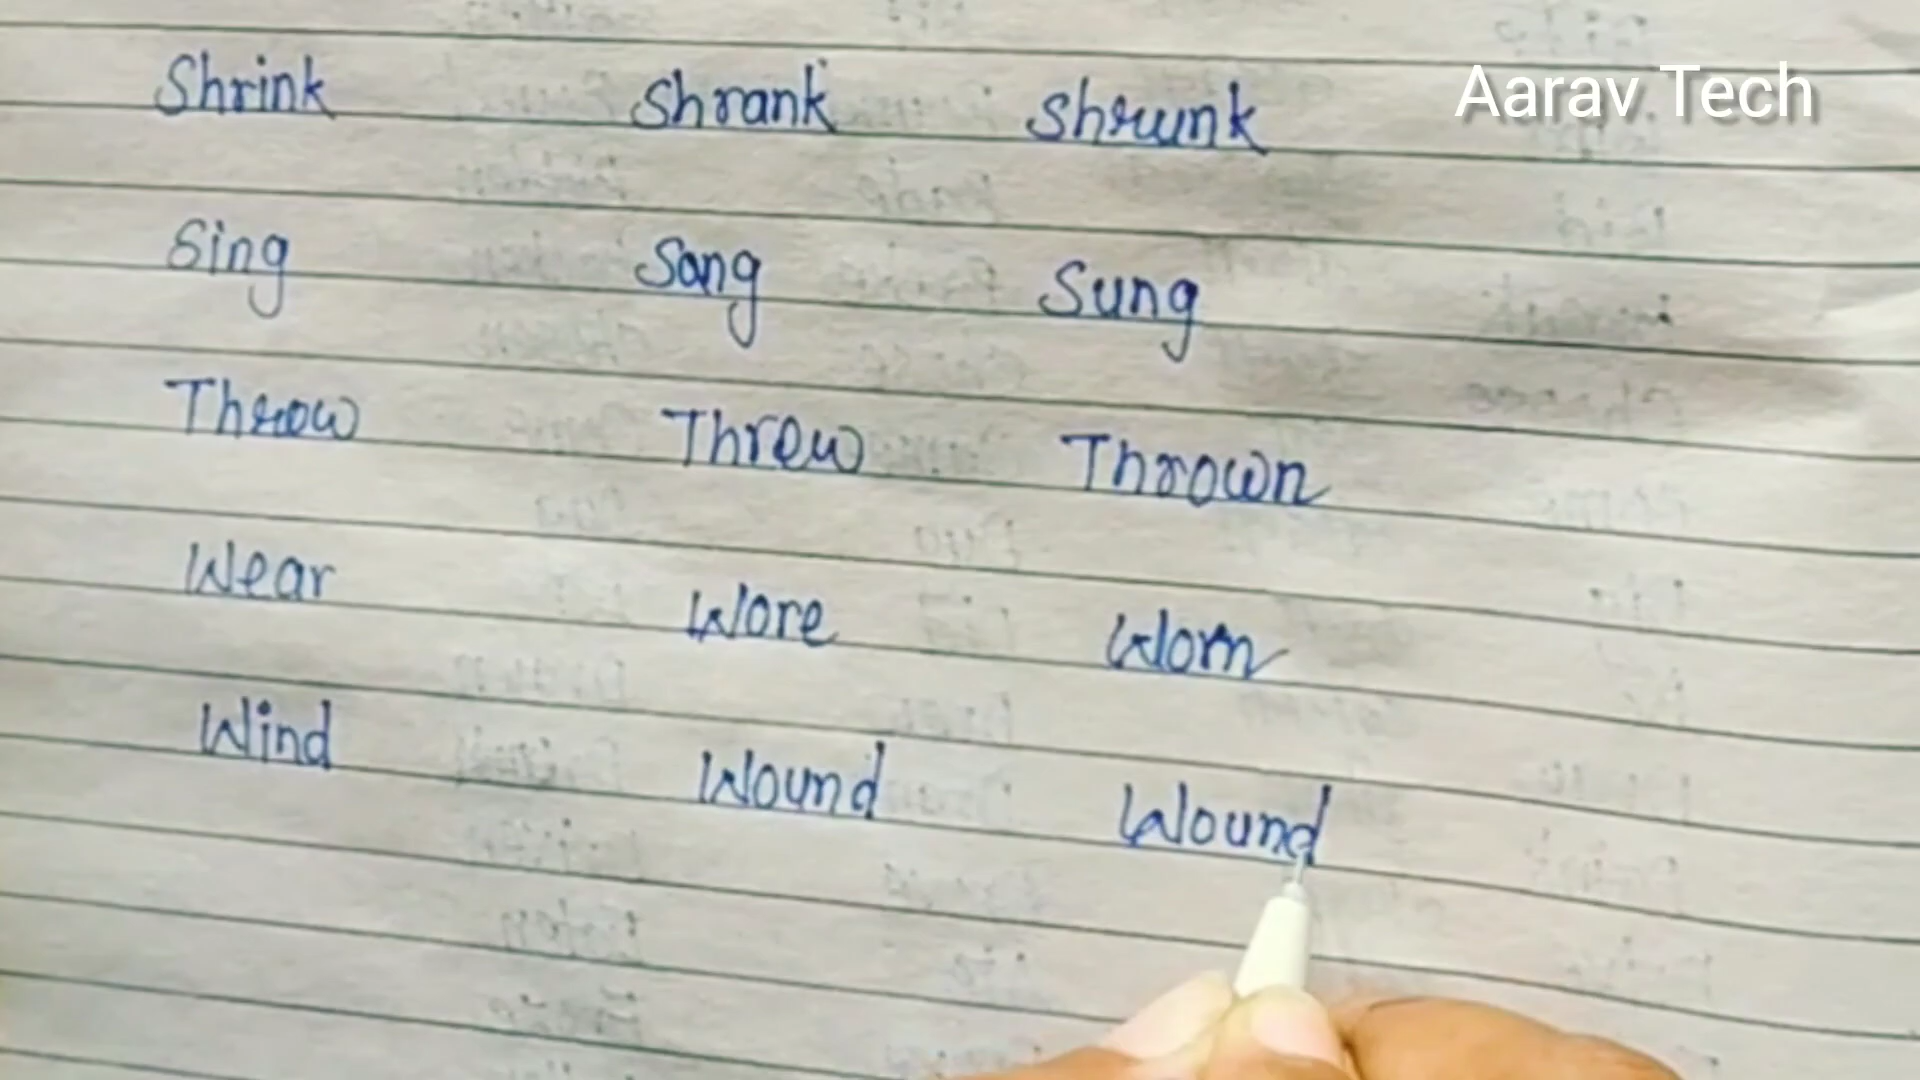 Aarav Tech
Shrink Shrank Shrunk
Sing Sang Sung
Throw Threw Thrown
Wear Wore Worn
Wind Wound Wound